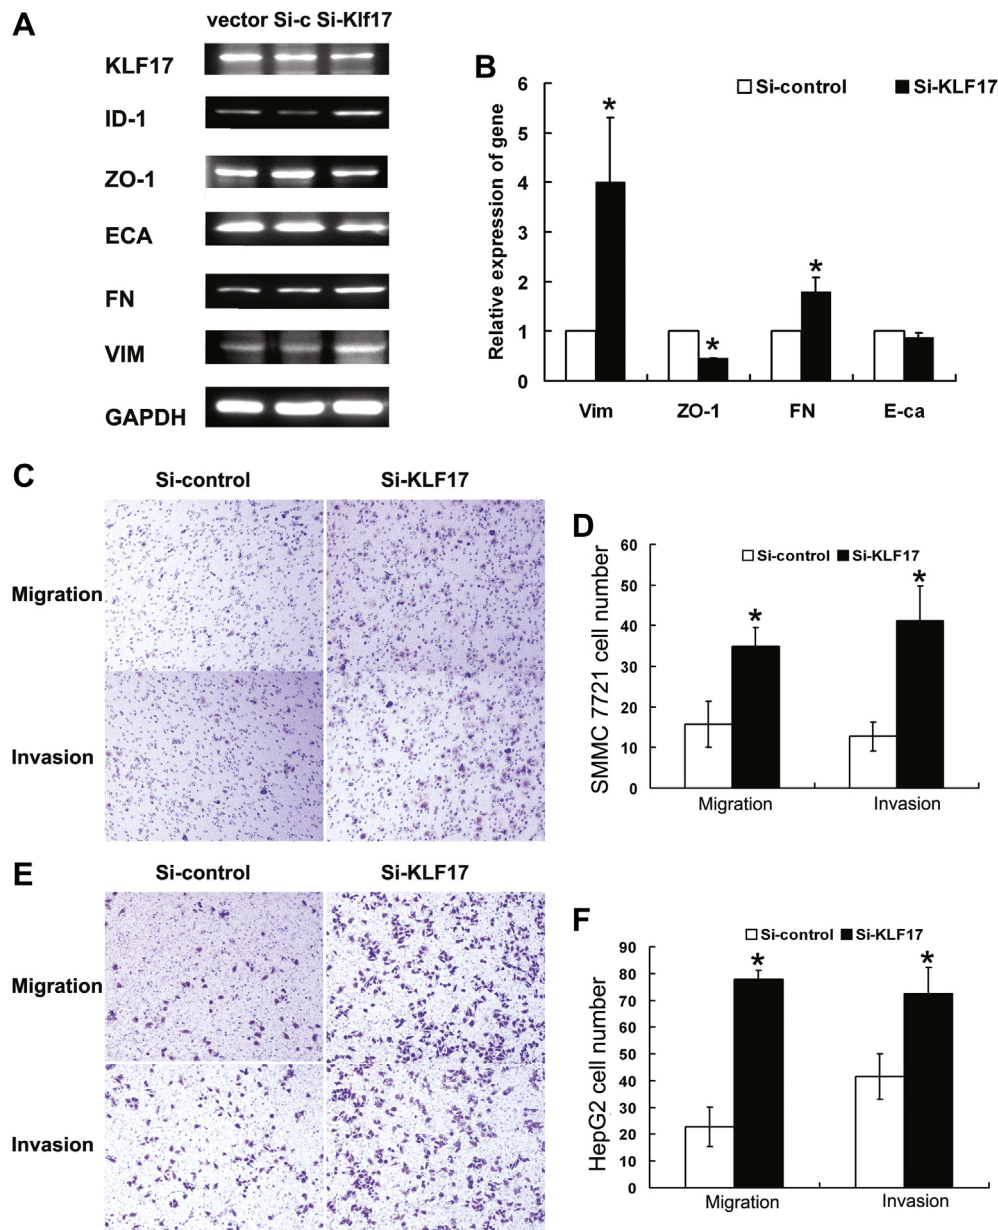 A
vector Si-c Si-Klf17
KLF17
ID-1
ZO-1
ECA
FN
VIM
GAPDH
B
Si-control
Si-KLF17
Relative expression of gene
6
5
4
2
2
1
0
*
*
*
Vim
ZO-1
FN
E-ca
C
Si-control
Si-KLF17
Migration
Invasion
D
Si-control
Si-KLF17
SMMC 7721 cell number
60
50
40
30
20
10
0
*
*
Migration
Invasion
E
Si-control
Si-KLF17
Migration
Invasion
F
Si-control
Si-KLF17
HepG2 cell number
90
80
70
60
50
40
30
20
10
0
*
*
Migration
Invasion